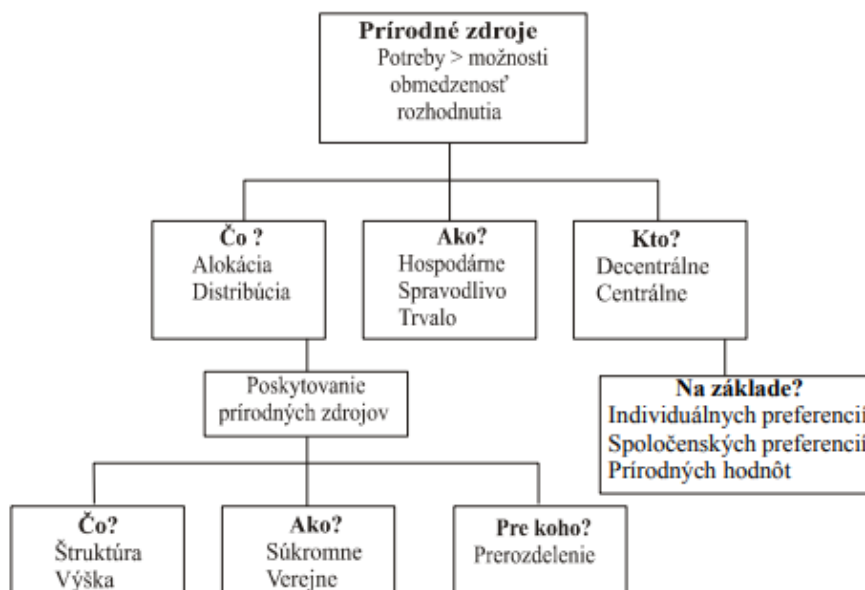 Prírodné zdroje
Potreby > možnosti
obmedzenosť
rozhodnutia
Čo ?
Alokácia
Distribúcia
Ako?
Hospodárne
Spravodlivo
Trvalo
Kto?
Decentrálne
Centrálne
Poskytovanie
prírodných zdrojov
Na základe?
Individuálnych preferencií
Spoločenských preferencií
Prírodných hodnôt
Čo?
Štruktúra
Výška
Ako?
Súkromne
Verejne
Pre koho?
Prerozdelenie